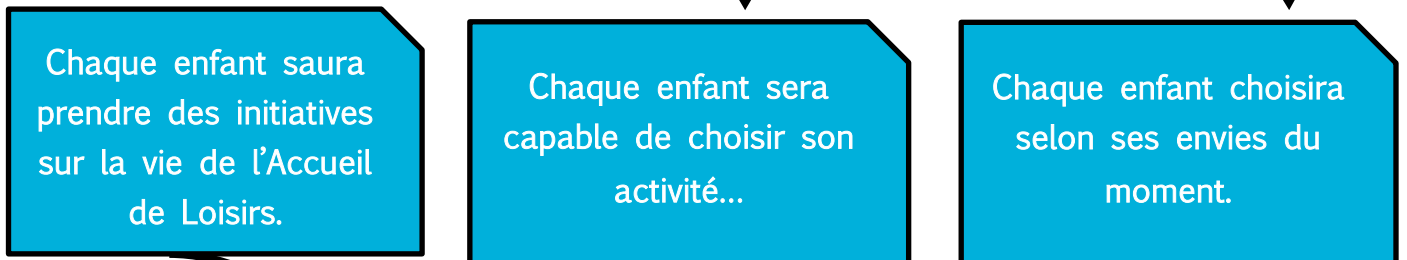 Chaque enfant saura
prendre des initiatives
sur la vie de l'Accueil
de Loisirs.
Chaque enfant sera
capable de choisir son
activité...
Chaque enfant choisira
selon ses envies du
moment.